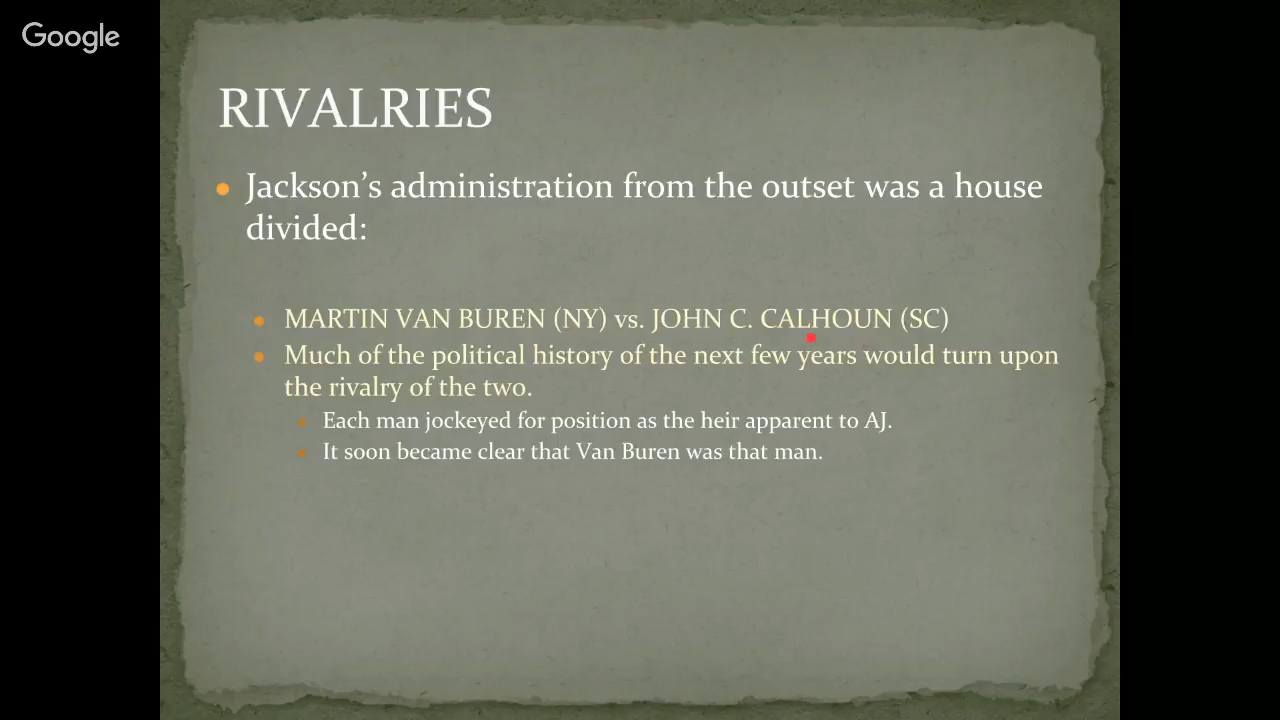 Google
RIVALRIES
Jackson’s administration from the outset was a house
divided:
MARTIN VAN BUREN (NY) vs. JOHN C. CALHOUN (SC)
Much of the political history of the next few years would turn upon
the rivalry of the two.
Each man jockeyed for position as the heir apparent to AJ.
It soon became clear that Van Buren was that man.